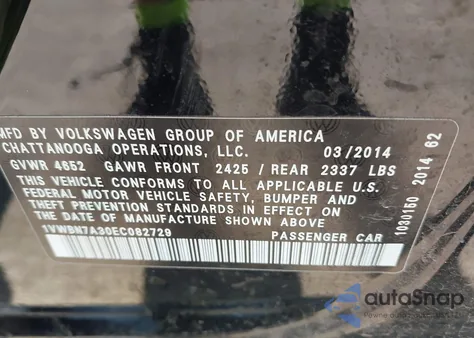 MFD BY VOLKSWAGEN GROUP OF AMERICA
CHATTANOOGA OPERATIONS, LLC. 03/2014
GVWR 4852 GAWR FRONT 2425 / REAR 2337 LBS
THIS VEHICLE CONFORMS TO ALL APPLICABLE U.S.
FEDERAL MOTOR VEHICLE SAFETY, BUMPER AND
THEFT PREVENTION STANDARDS IN EFFECT ON
THE DATE OF MANUFACTURE SHOWN ABOVE
1VWBN7A30EC082729 PASSENGER CAR
1080150 2014 62
autoSnap